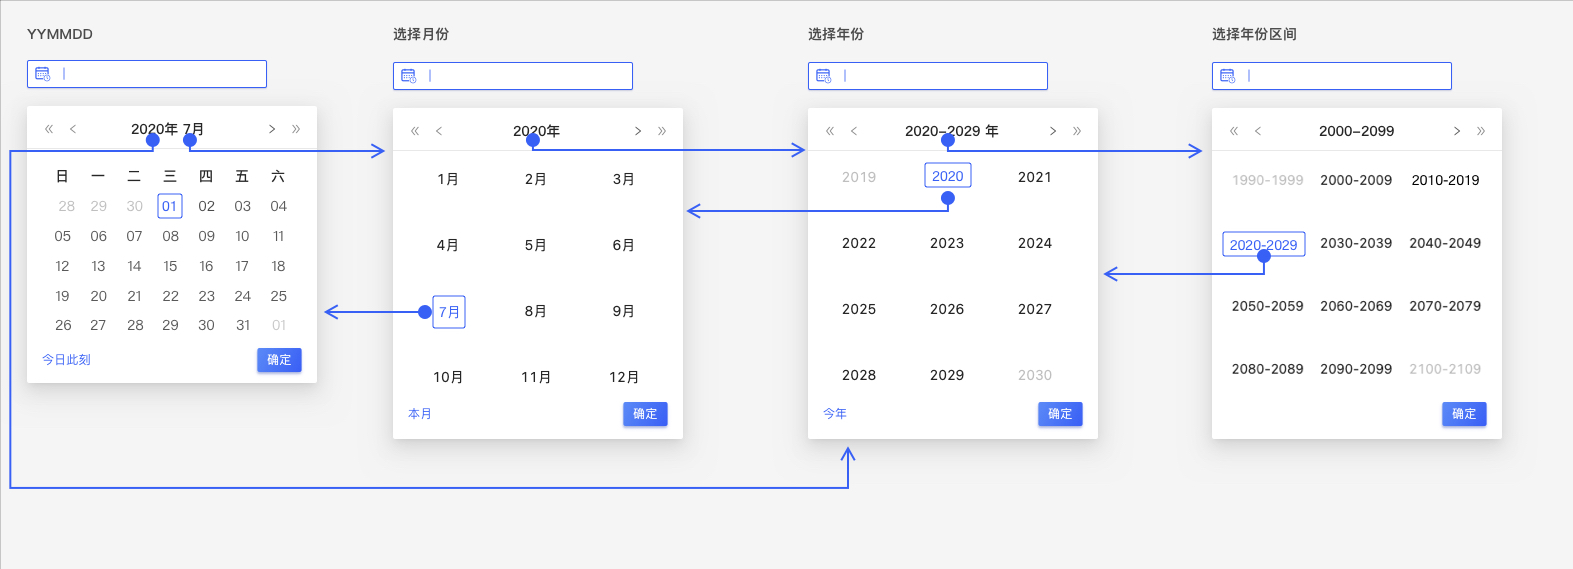 YYMMDD
« < 2020年 7月 > »
日 一 二 三 四 五 六
28 29 30 01 02 03 04
05 06 07 08 09 10 11
12 13 14 15 16 17 18
19 20 21 22 23 24 25
26 27 28 29 30 31 01
今日此刻 确定
选择月份
« < 2020年 > »
1月 2月 3月
4月 5月 6月
7月 8月 9月
10月 11月 12月
本月 确定
选择年份
« < 2020-2029 年 > »
2019 2020 2021
2022 2023 2024
2025 2026 2027
2028 2029 2030
今年 确定
选择年份区间
« < 2000-2099 > »
1990-1999 2000-2009 2010-2019
2020-2029 2030-2039 2040-2049
2050-2059 2060-2069 2070-2079
2080-2089 2090-2099 2100-2109
确定